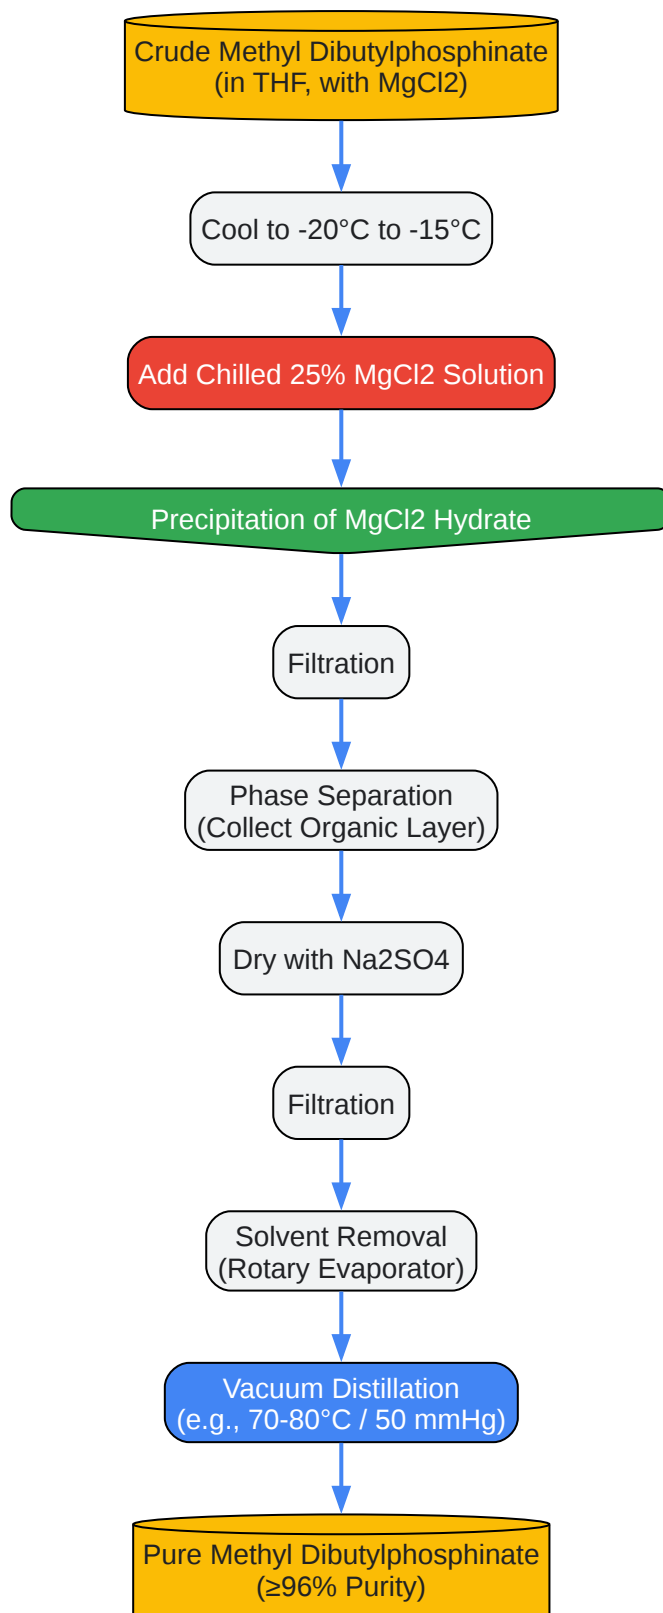 Crude Methyl Dibutylphosphinate
(in THF, with MgCl2)
Cool to -20°C to -15°C
Add Chilled 25% MgCl2 Solution
Precipitation of MgCl2 Hydrate
Filtration
Phase Separation
(Collect Organic Layer)
Dry with Na2SO4
Filtration
Solvent Removal
(Rotary Evaporator)
Vacuum Distillation
(e.g., 70-80°C / 50 mmHg)
Pure Methyl Dibutylphosphinate
(≥96% Purity)